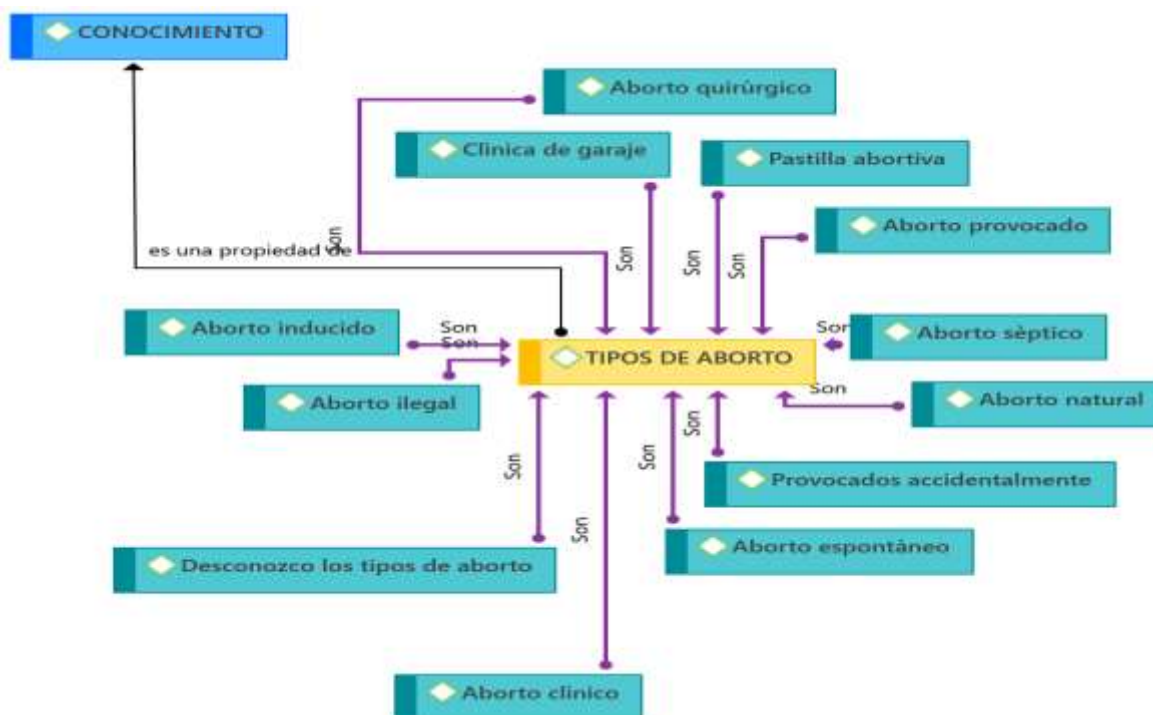 CONOCIMIENTO
Aborto quirúrgico
Clinica de garaje
Pastilla abortiva
Aborto provocado
Son
es una propiedad de
Son
Son
Son
Aborto inducido
Son
Son
Son
Aborto sèptico
TIPOS DE ABORTO
Aborto ilegal
Son
Aborto natural
Son
Son
Son
Provocados accidentalmente
Son
Aborto espontáneo
Desconozco los tipos de aborto
Aborto clinico